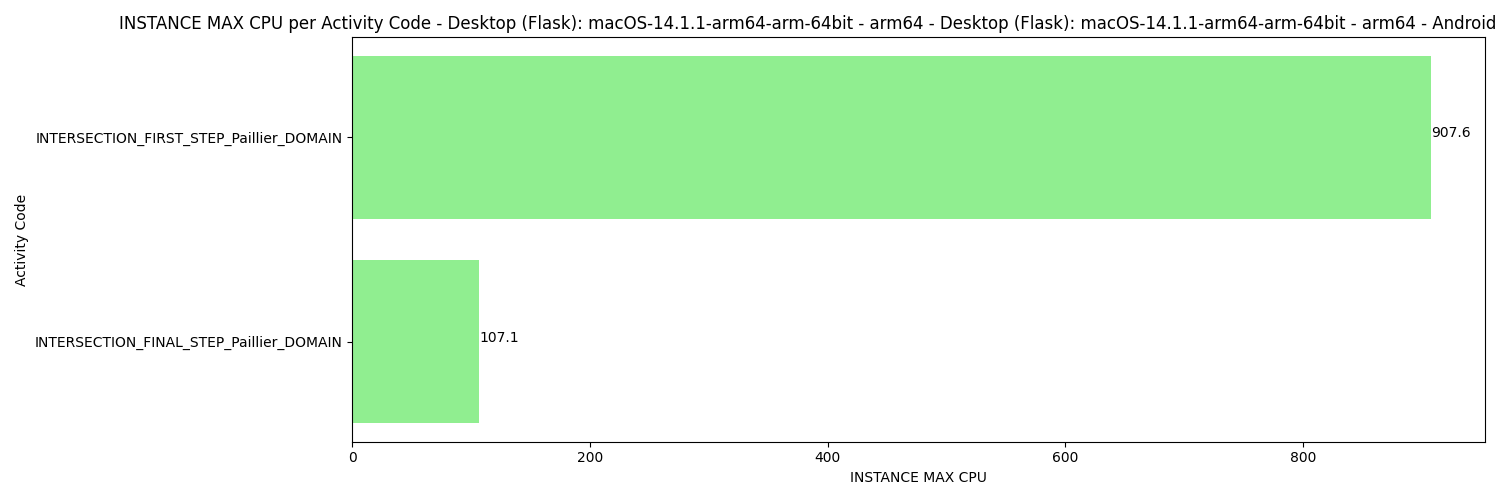 INSTANCE MAX CPU per Activity Code - Desktop (Flask): macOS-14.1.1-arm64-arm-64bit - arm64 - Desktop (Flask): macOS-14.1.1-arm64-arm-64bit - arm64 - Android
INTERSECTION_FIRST_STEP_Paillier_DOMAIN
907.6
Activity Code
INTERSECTION_FINAL_STEP_Paillier_DOMAIN
107.1
0 200 400 600 800
INSTANCE MAX CPU